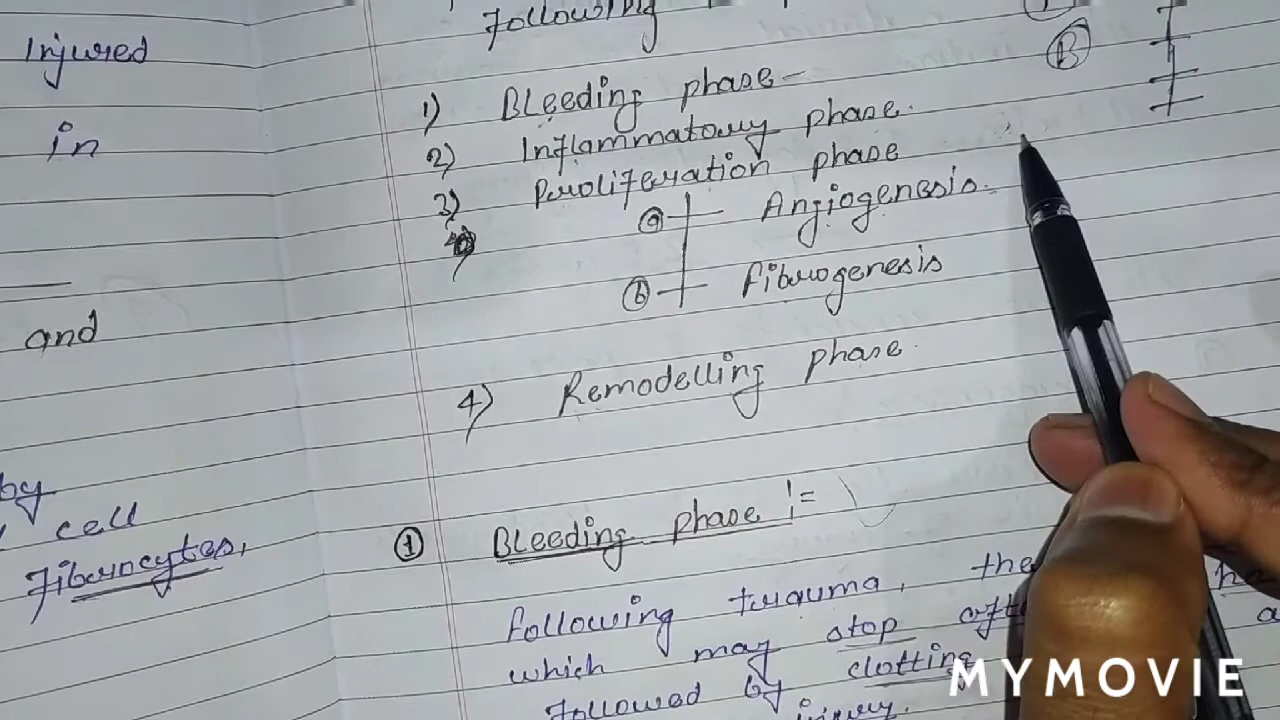 Injured
in
and
by
cell
Fibrocytes,
Following
B
1) Bleeding phase-
2) Inflammatory phase.
3) Proliferation phase
a Angiogenesis.
b Fibrogenesis
4) Remodelling phase.
1 Bleeding phase :=
Following trauma, the
which may stop
followed by clotting
injury.
MYMOVIE